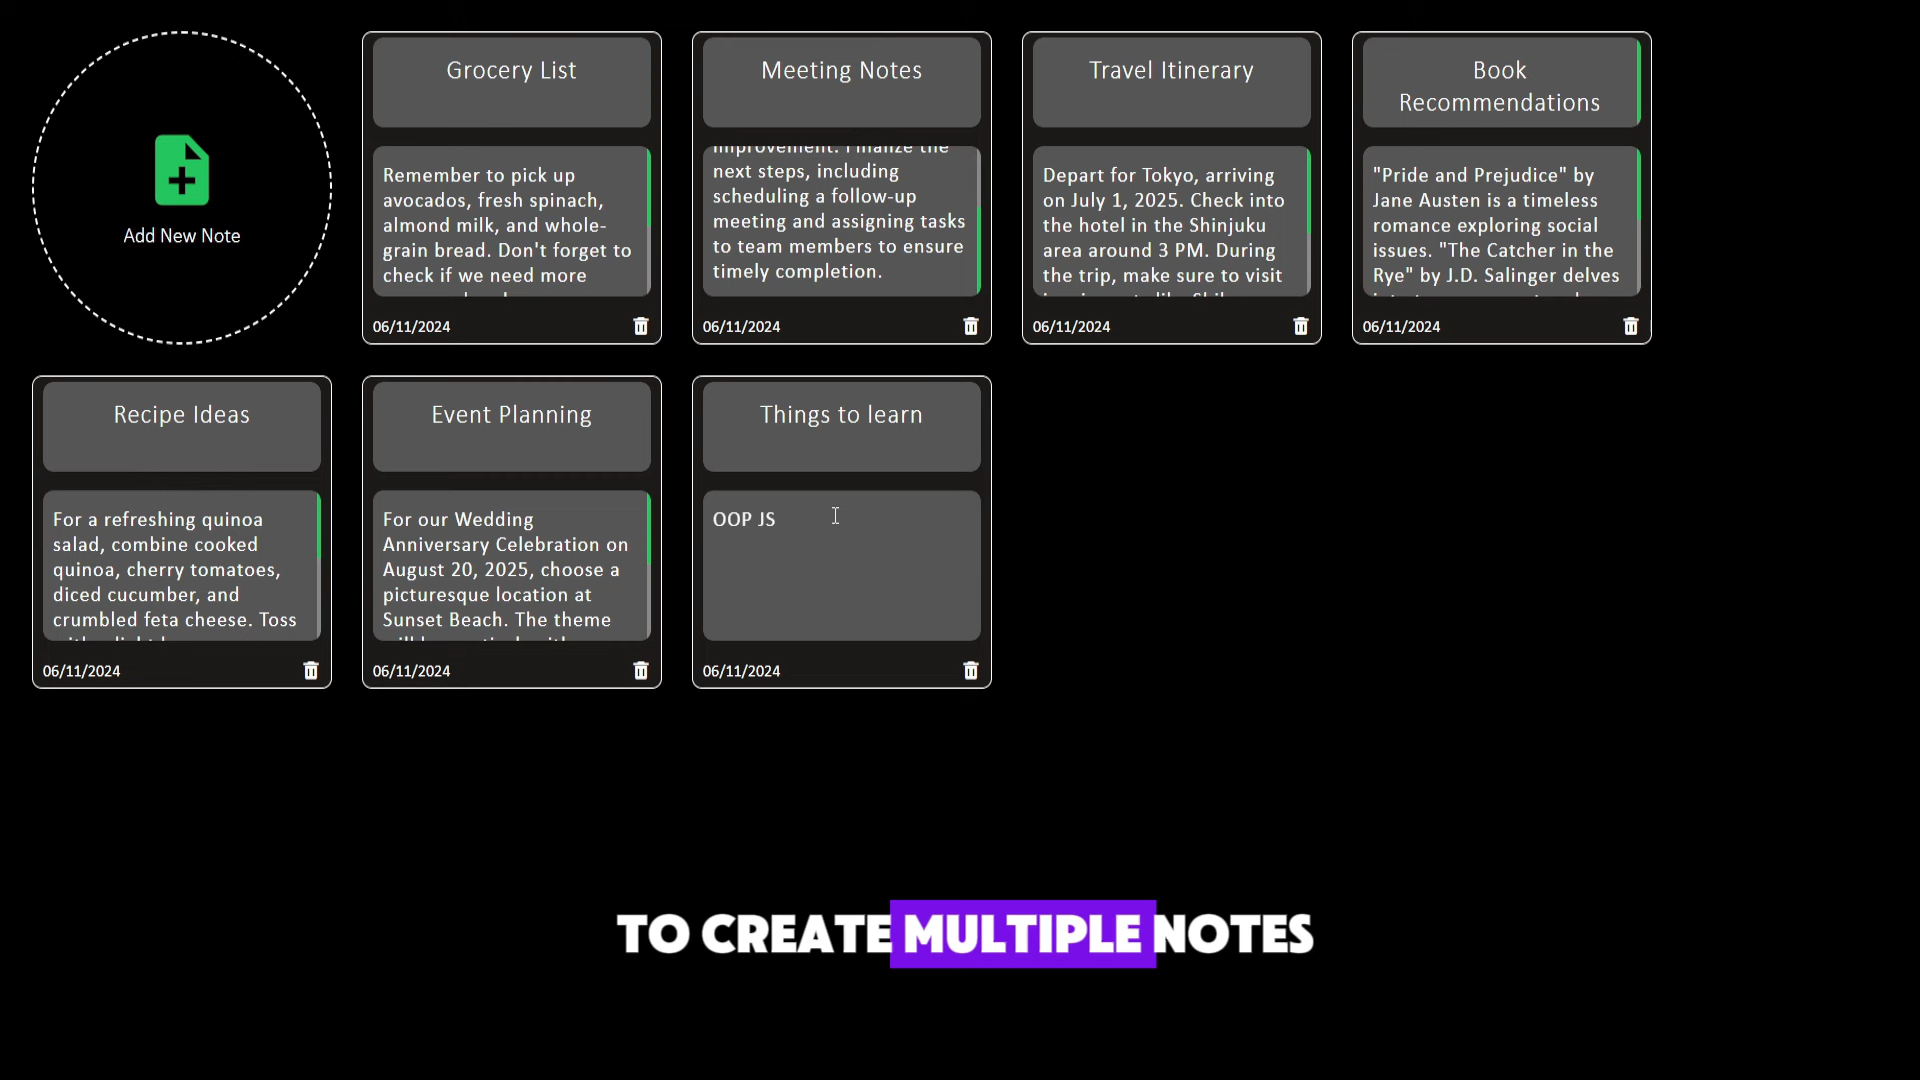 Add New Note
Grocery List
Remember to pick up
avocados, fresh spinach,
almond milk, and whole-
grain bread. Don't forget to
check if we need more
06/11/2024
Meeting Notes
improvement. Finalize the
next steps, including
scheduling a follow-up
meeting and assigning tasks
to team members to ensure
timely completion.
06/11/2024
Travel Itinerary
Depart for Tokyo, arriving
on July 1, 2025. Check into
the hotel in the Shinjuku
area around 3 PM. During
the trip, make sure to visit
06/11/2024
Book
Recommendations
"Pride and Prejudice" by
Jane Austen is a timeless
romance exploring social
issues. "The Catcher in the
Rye" by J.D. Salinger delves
06/11/2024
Recipe Ideas
For a refreshing quinoa
salad, combine cooked
quinoa, cherry tomatoes,
diced cucumber, and
crumbled feta cheese. Toss
06/11/2024
Event Planning
For our Wedding
Anniversary Celebration on
August 20, 2025, choose a
picturesque location at
Sunset Beach. The theme
06/11/2024
Things to learn
OOP JS
06/11/2024
TO CREATE MULTIPLE NOTES